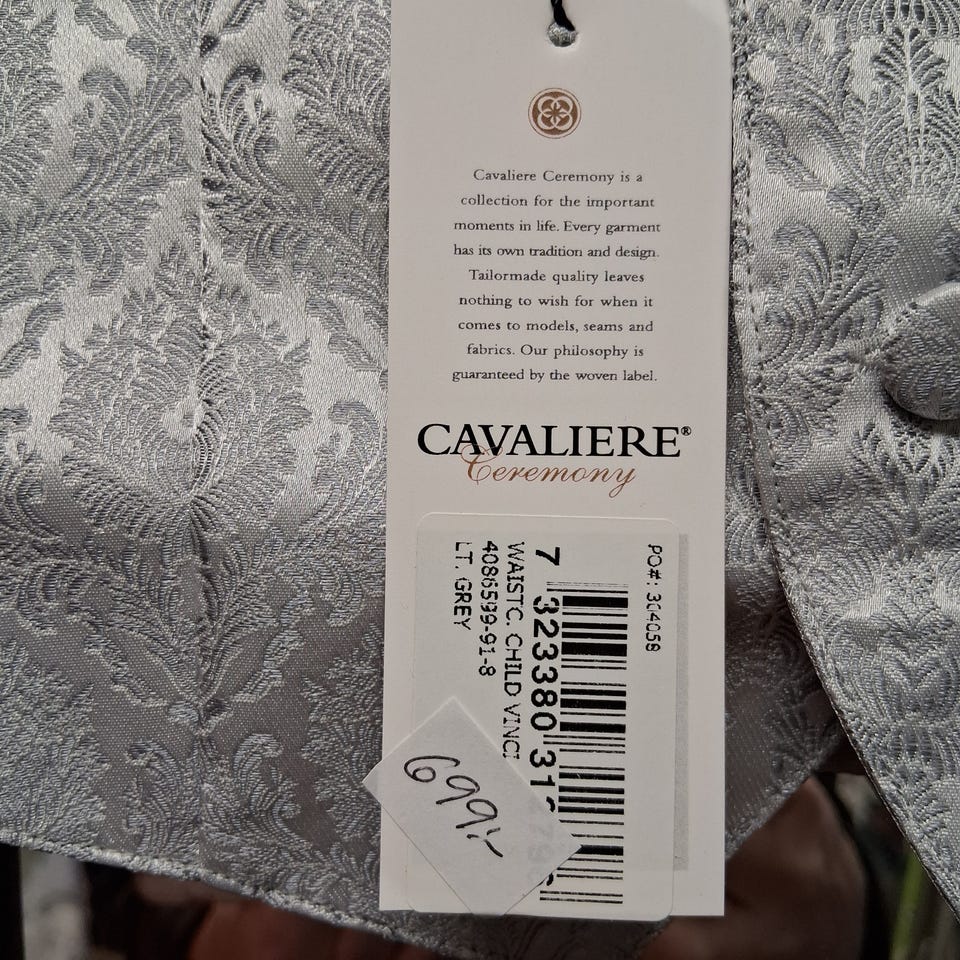 Cavaliere Ceremony is a
collection for the important
moments in life. Every garment
has its own tradition and design.
Tailormade quality leaves
nothing to wish for when it
comes to models, seams and
fabrics. Our philosophy is
guaranteed by the woven label.
CAVALIERE®
Ceremony
PO#: 304058
7 323380 31
WAISTC. CHILD VINCI
4086599-91-8
LT. GREY
699:-